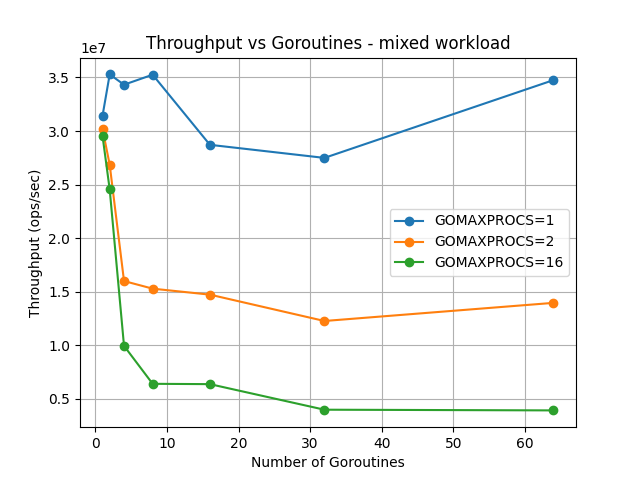 Throughput vs Goroutines - mixed workload
1e7
3.5
3.0
2.5
2.0
1.5
1.0
0.5
Throughput (ops/sec)
GOMAXPROCS=1
GOMAXPROCS=2
GOMAXPROCS=16
0 10 20 30 40 50 60
Number of Goroutines